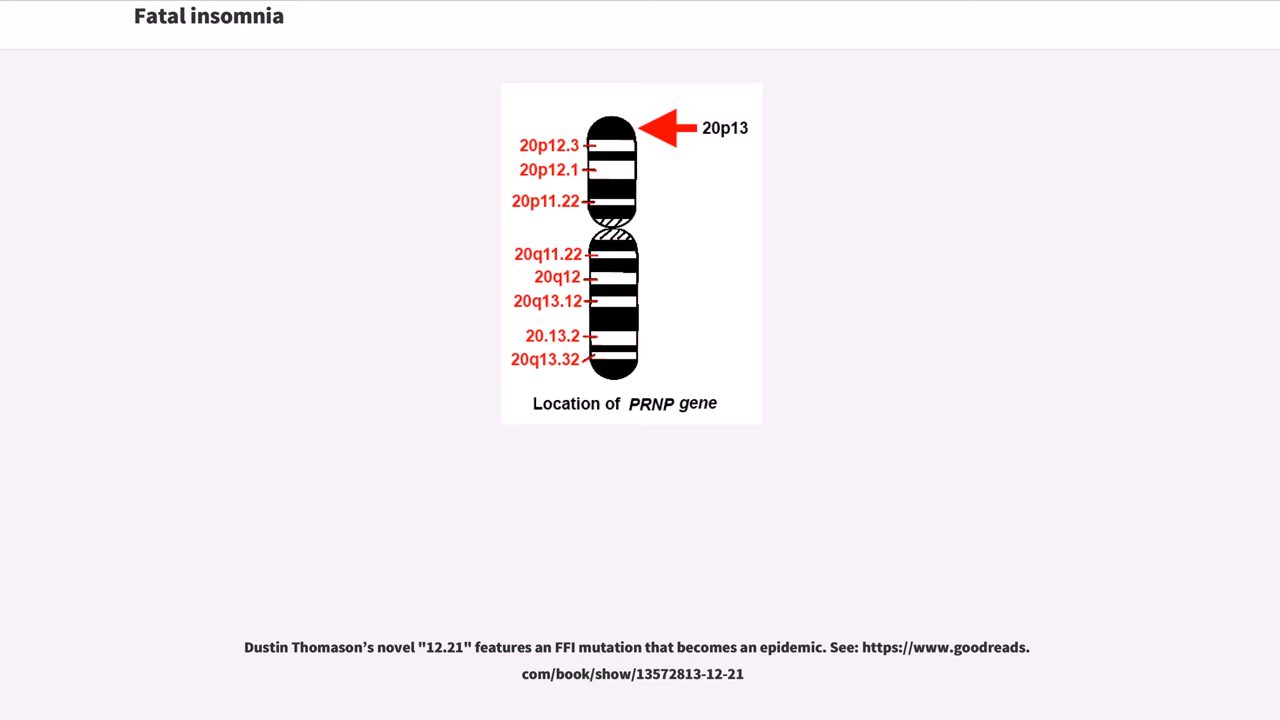 Fatal insomnia
20p13
20p12.3
20p12.1
20p11.22
20q11.22
20q12
20q13.12
20.13.2
20q13.32
Location of PRNP gene
Dustin Thomason’s novel "12.21" features an FFI mutation that becomes an epidemic. See: https://www.goodreads.
com/book/show/13572813-12-21